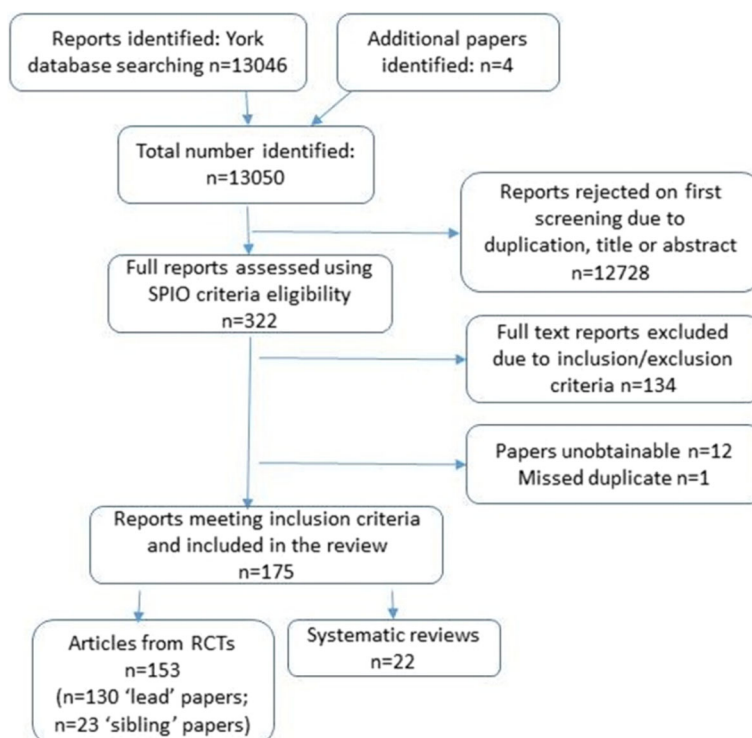 Reports identified: York
database searching n=13046
Additional papers
identified: n=4
Total number identified:
n=13050
Reports rejected on first
screening due to
duplication, title or abstract
n=12728
Full reports assessed using
SPIO criteria eligibility
n=322
Full text reports excluded
due to inclusion/exclusion
criteria n=134
Papers unobtainable n=12
Missed duplicate n=1
Reports meeting inclusion criteria
and included in the review
n=175
Articles from RCTs
n=153
(n=130 ‘lead’ papers;
n=23 ‘sibling’ papers)
Systematic reviews
n=22